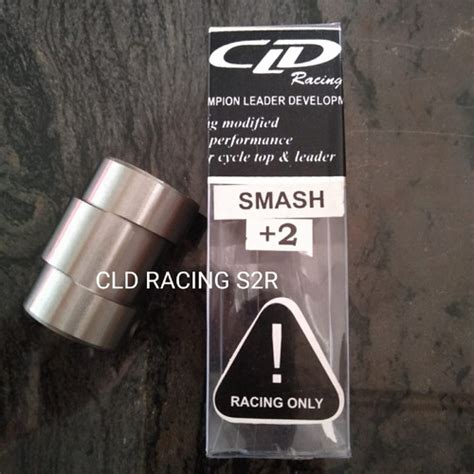 CLD
Racing
MPION LEADER DEVELOPM
g modified
performance
r cycle top & leader
SMASH
+2
CLD RACING S2R
!
RACING ONLY